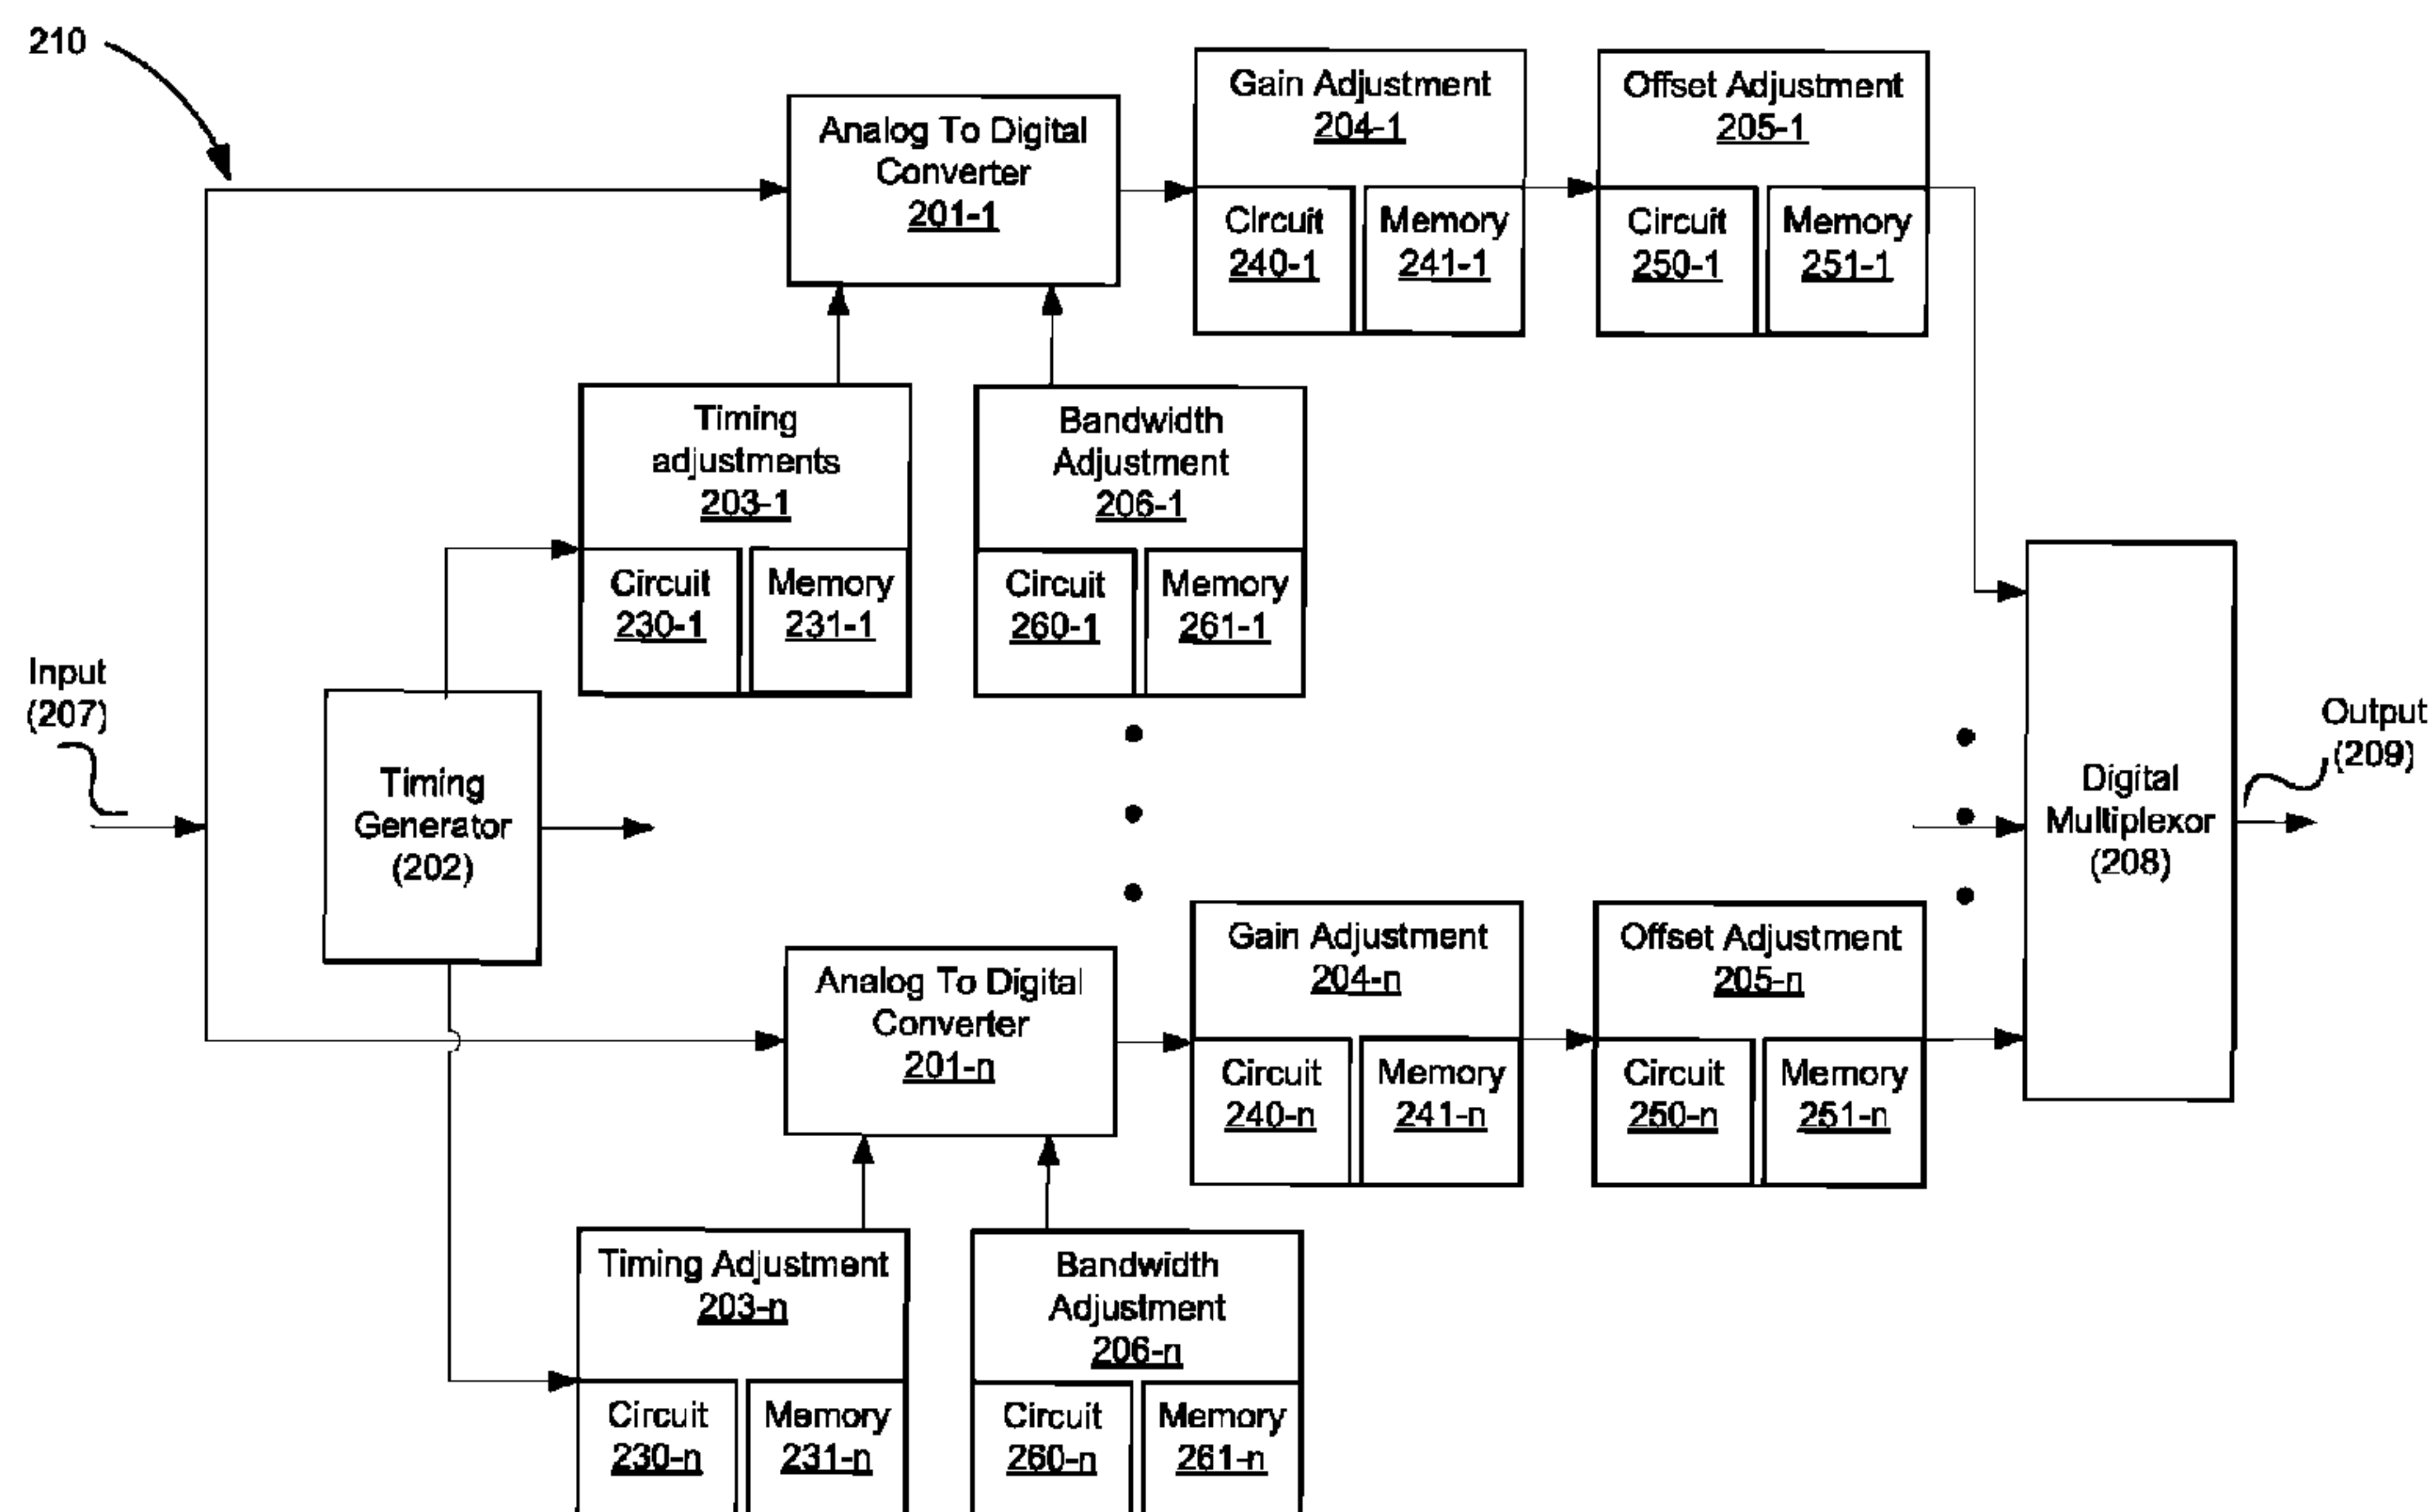 210
Analog To Digital
Converter
201-1
Gain Adjustment
204-1
Circuit
240-1
Memory
241-1
Offset Adjustment
205-1
Circuit
250-1
Memory
251-1
Timing
adjustments
203-1
Circuit
230-1
Memory
231-1
Bandwidth
Adjustment
206-1
Circuit
260-1
Memory
261-1
Input
(207)
Timing
Generator
(202)
Digital
Multiplexor
(208)
Output
(209)
Analog To Digital
Converter
201-n
Gain Adjustment
204-n
Circuit
240-n
Memory
241-n
Offset Adjustment
205-n
Circuit
250-n
Memory
251-n
Timing Adjustment
203-n
Circuit
230-n
Memory
231-n
Bandwidth
Adjustment
206-n
Circuit
260-n
Memory
261-n